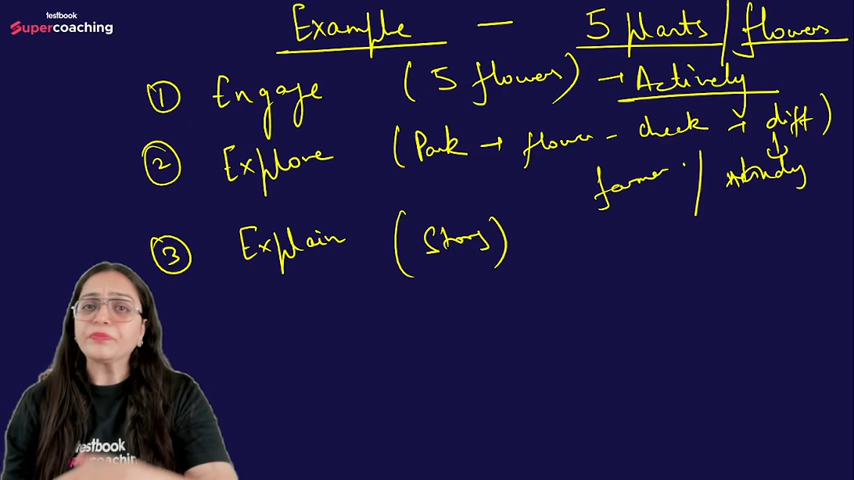 testbook
Supercoaching
Example - 5 plants / flowers
① Engage (5 flowers) → Actively
② Explore (Park → flower - check → diff)
farmer. /
③ Explain (Story)
testbook
coaching